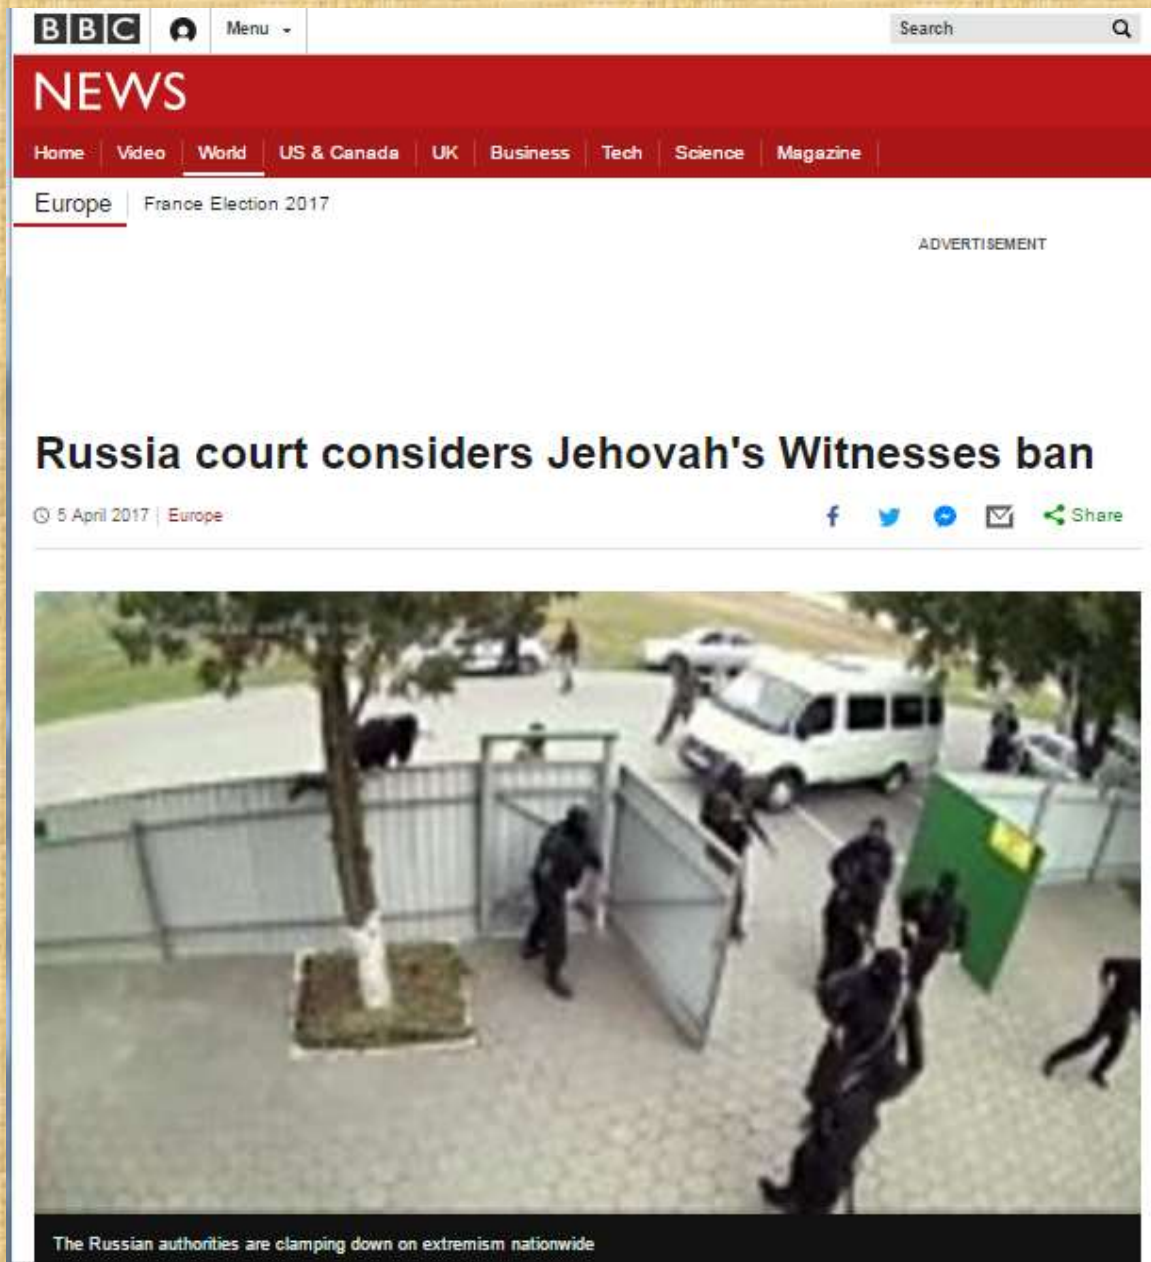 BBC Menu Search
NEWS
Home Video World US & Canada UK Business Tech Science Magazine
Europe France Election 2017
ADVERTISEMENT
Russia court considers Jehovah's Witnesses ban
5 April 2017 Europe Share
The Russian authorities are clamping down on extremism nationwide